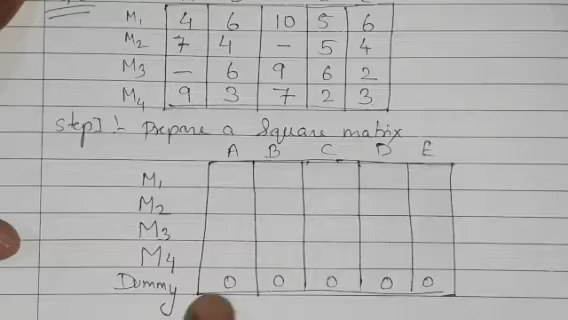 M1 4 6 10 5 6
M2 7 4 - 5 4
M3 - 6 9 6 2
M4 9 3 7 2 3
Step I :- Prepare a Square matrix
A B C D E
M1
M2
M3
M4
Dummy 0 0 0 0 0